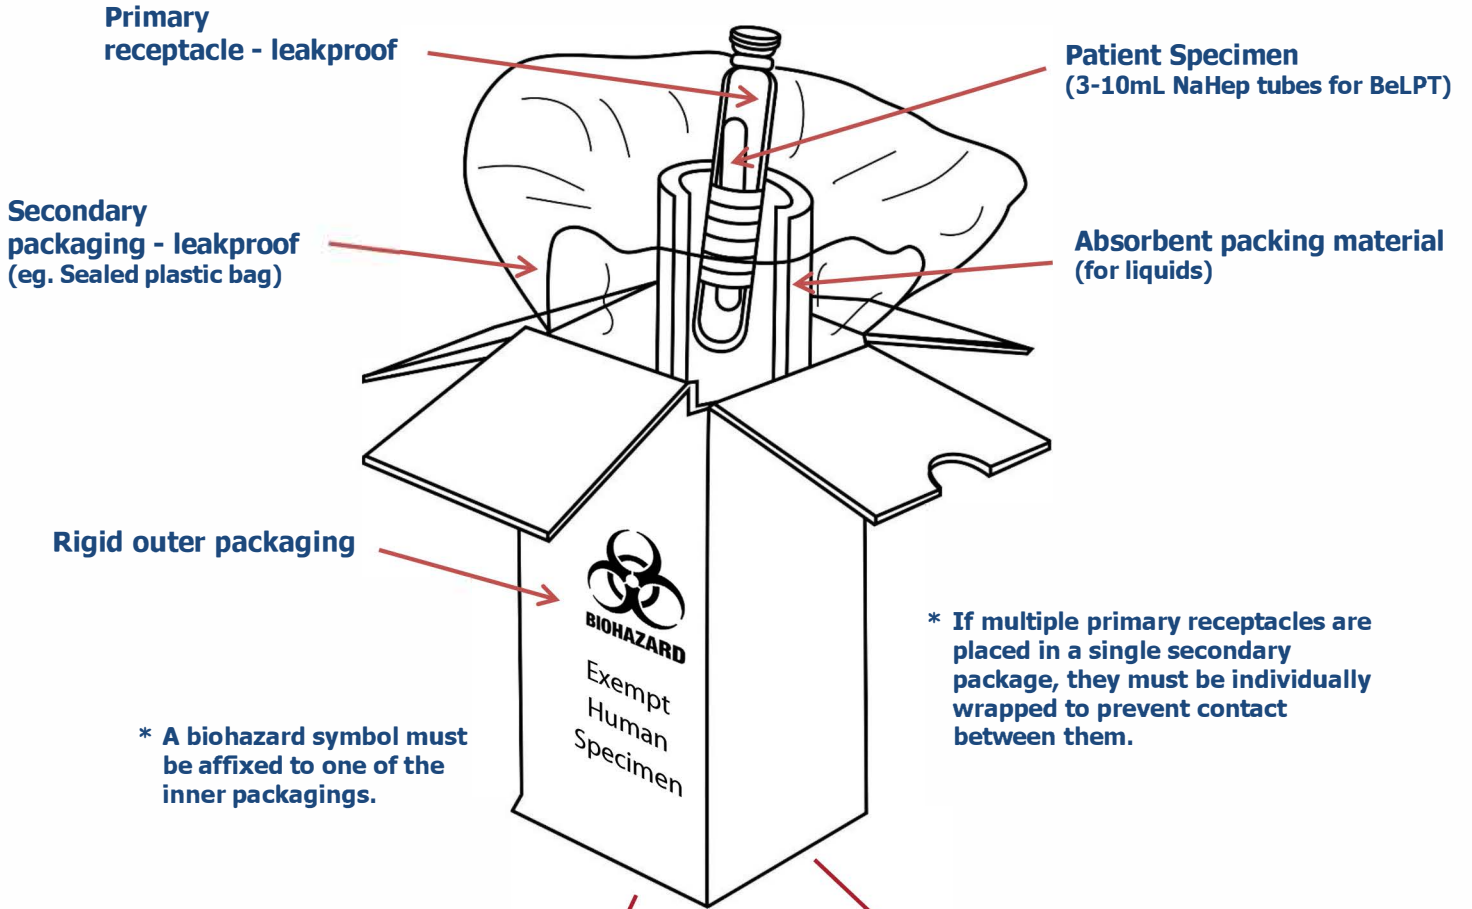 Primary
receptacle - leakproof
Patient Specimen
(3-10mL NaHep tubes for BeLPT)
Secondary
packaging - leakproof
(eg. Sealed plastic bag)
Absorbent packing material
(for liquids)
Rigid outer packaging
BIOHAZARD
Exempt
Human
Specimen
* If multiple primary receptacles are
placed in a single secondary
package, they must be individually
wrapped to prevent contact
between them.
* A biohazard symbol must
be affixed to one of the
inner packagings.